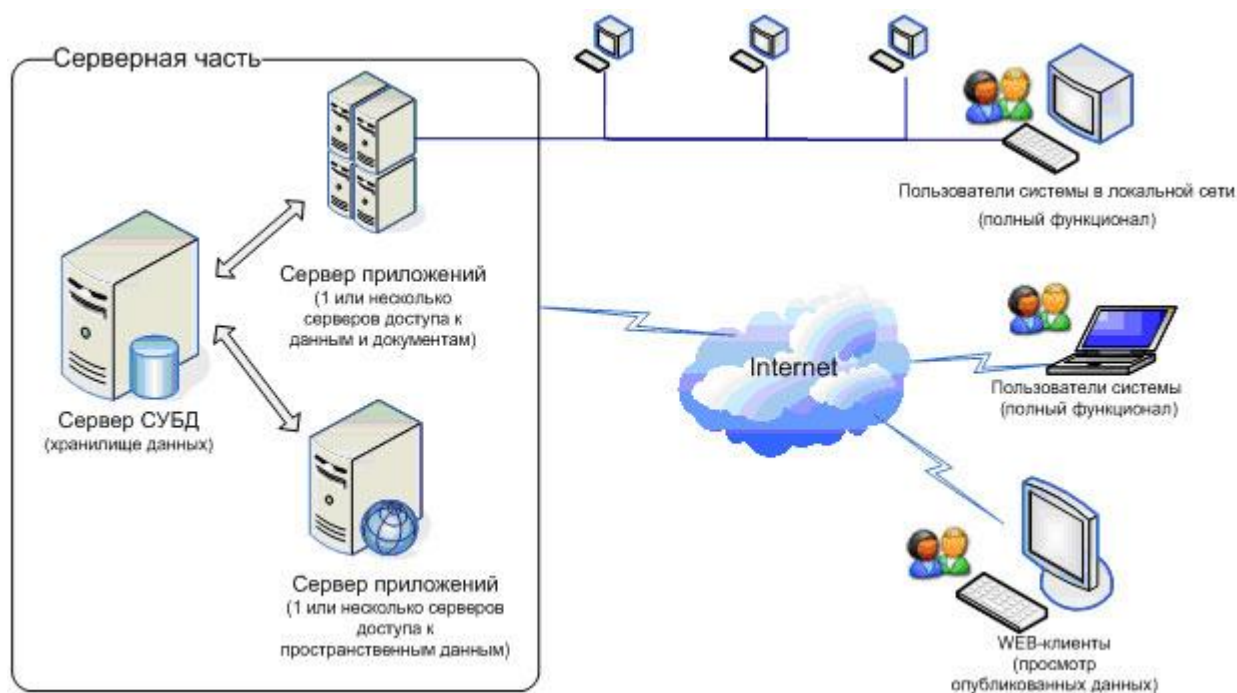 Серверная часть
Пользователи системы в локальной сети
(полный функционал)
Сервер приложений
(1 или несколько
серверов доступа к
данным и документам)
Internet
Пользователи системы
(полный функционал)
Сервер СУБД
(хранилище данных)
Сервер приложений
(1 или несколько серверов
доступа к
пространственным данным)
WEB-клиенты
(просмотр
опубликованных данных)